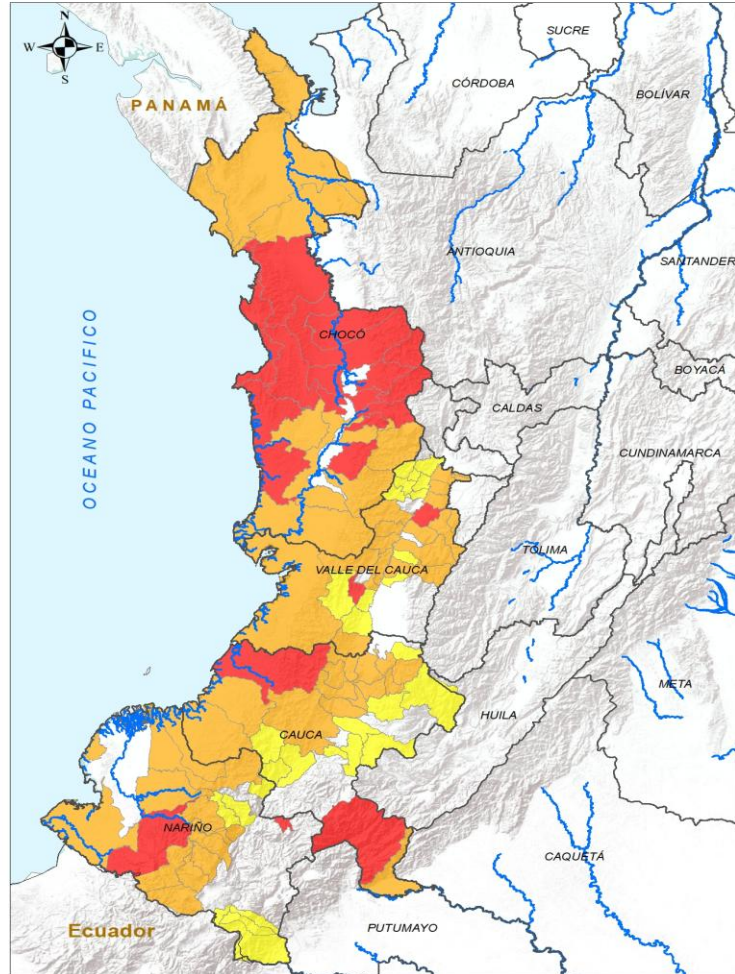 N
W E
S
SUCRE
CÓRDOBA
BOLÍVAR
PANAMÁ
ANTIOQUIA
SANTANDER
OCEANO PACIFICO
CHOCÓ
BOYACÁ
CALDAS
CUNDINAMARCA
TOLIMA
VALLE DEL CAUCA
META
HUILA
CAUCA
NARIÑO
CAQUETÁ
PUTUMAYO
Ecuador